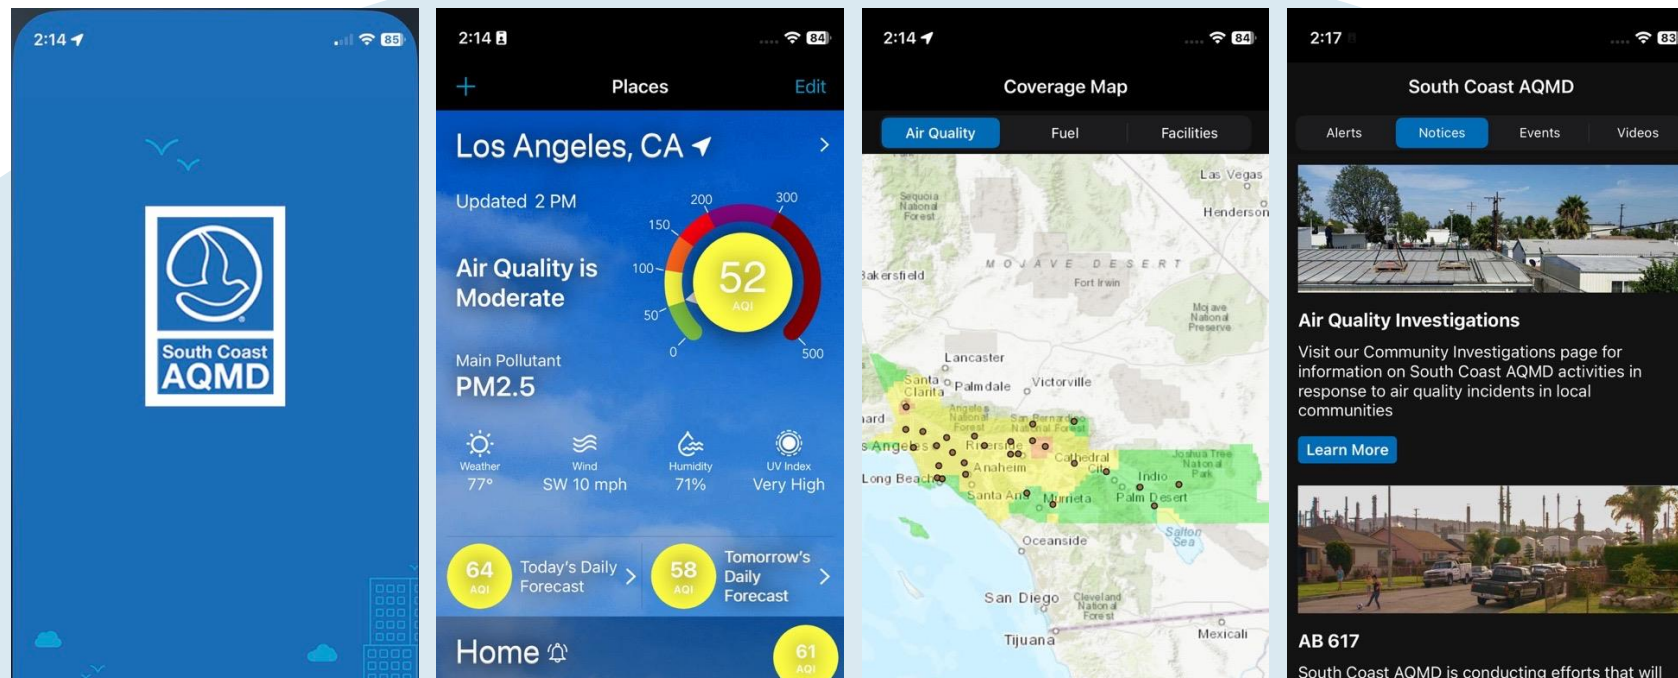 2:14
85
South Coast
AQMD
2:14
84
Places
Edit
Los Angeles, CA
Updated 2 PM
Air Quality is
Moderate
Main Pollutant
PM2.5
0
50
100
150
200
300
500
52
AQI
Weather
77°
Wind
SW 10 mph
Humidity
71%
UV Index
Very High
64
AQI
Today's Daily
Forecast
58
AQI
Tomorrow's
Daily
Forecast
Home
61
AQI
2:14
84
Coverage Map
Air Quality
Fuel
Facilities
Las Vegas
Henderson
Sequoia
National
Forest
MOJAVE DESERT
Bakersfield
Fort Irwin
Mojave
National
Preserve
Lancaster
Santa
Clarita
Palmdale
Victorville
Angeles
National
Forest
San Bernardino
National Forest
nard
s Angeles
Riverside
Anaheim
Cathedral
City
Joshua Tree
National
Park
Long Beach
Indio
Santa Ana
Murrieta
Palm Desert
Oceanside
Salton
Sea
San Diego
Cleveland
National
Forest
Tijuana
Mexicali
2:17
83
South Coast AQMD
Alerts
Notices
Events
Videos
Air Quality Investigations
Visit our Community Investigations page for
information on South Coast AQMD activities in
response to air quality incidents in local
communities
Learn More
AB 617
South Coast AQMD is conducting efforts that will